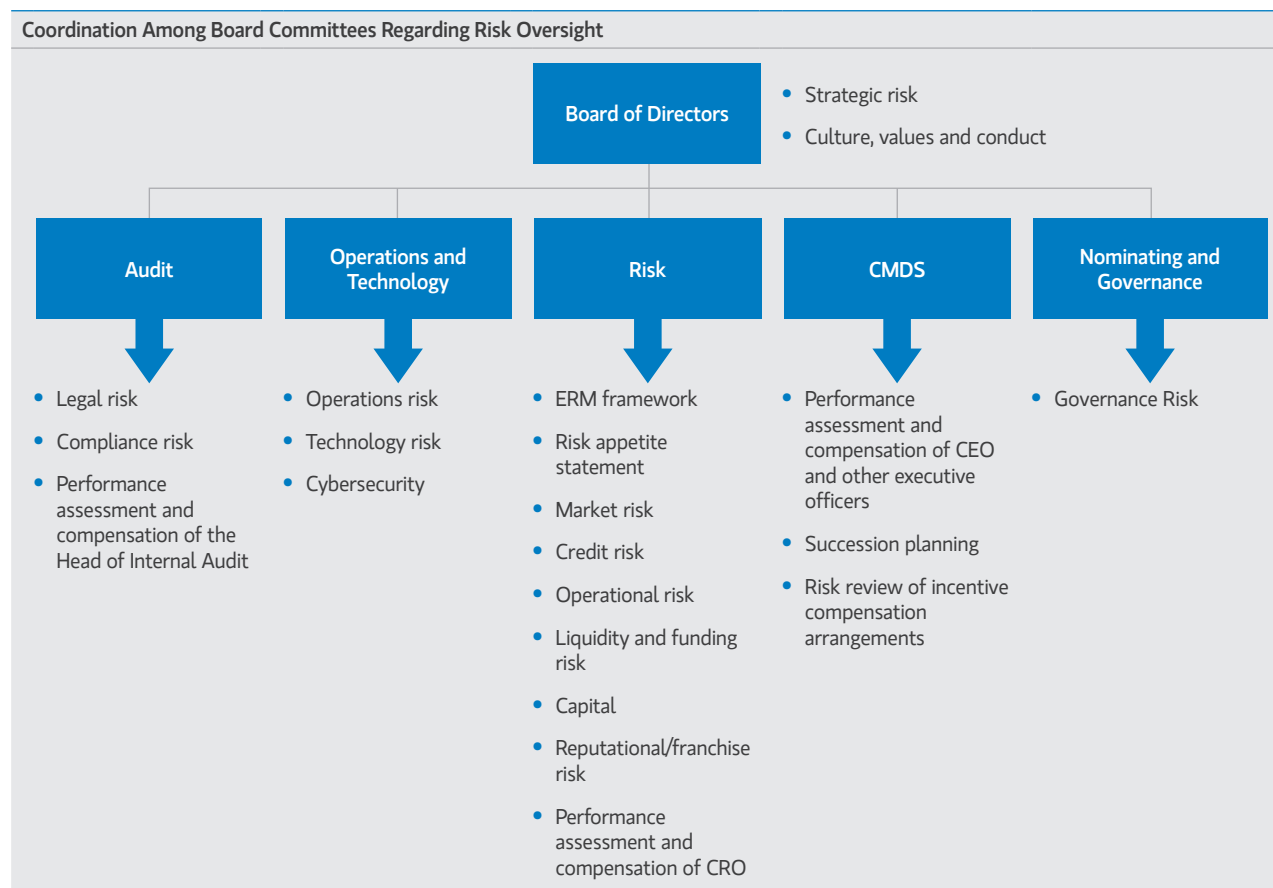 Coordination Among Board Committees Regarding Risk Oversight
Board of Directors
• Strategic risk
• Culture, values and conduct
Audit
• Legal risk
• Compliance risk
• Performance
assessment and
compensation of the
Head of Internal Audit
Operations and
Technology
• Operations risk
• Technology risk
• Cybersecurity
Risk
• ERM framework
• Risk appetite
statement
• Market risk
• Credit risk
• Operational risk
• Liquidity and funding
risk
• Capital
• Reputational/franchise
risk
• Performance
assessment and
compensation of CRO
CMDS
• Performance
assessment and
compensation of CEO
and other executive
officers
• Succession planning
• Risk review of incentive
compensation
arrangements
Nominating and
Governance
• Governance Risk